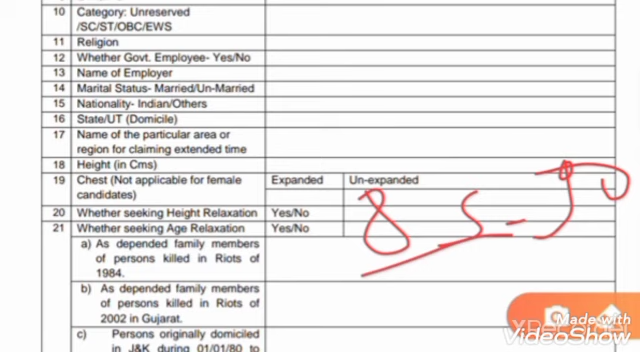 10 Category: Unreserved
/SC/ST/OBC/EWS
11 Religion
12 Whether Govt. Employee- Yes/No
13 Name of Employer
14 Marital Status- Married/Un-Married
15 Nationality- Indian/Others
16 State/UT (Domicile)
17 Name of the particular area or
region for claiming extended time
18 Height (in Cms)
19 Chest (Not applicable for female Expanded Un-expanded
candidates)
20 Whether seeking Height Relaxation Yes/No
21 Whether seeking Age Relaxation Yes/No
85-90
a) As depended family members
of persons killed in Riots of
1984.
b) As depended family members
of persons killed in Riots of
2002 in Gujarat.
c) Persons originally domiciled
in J&K during 01/01/80 to
Made with
VideoShow